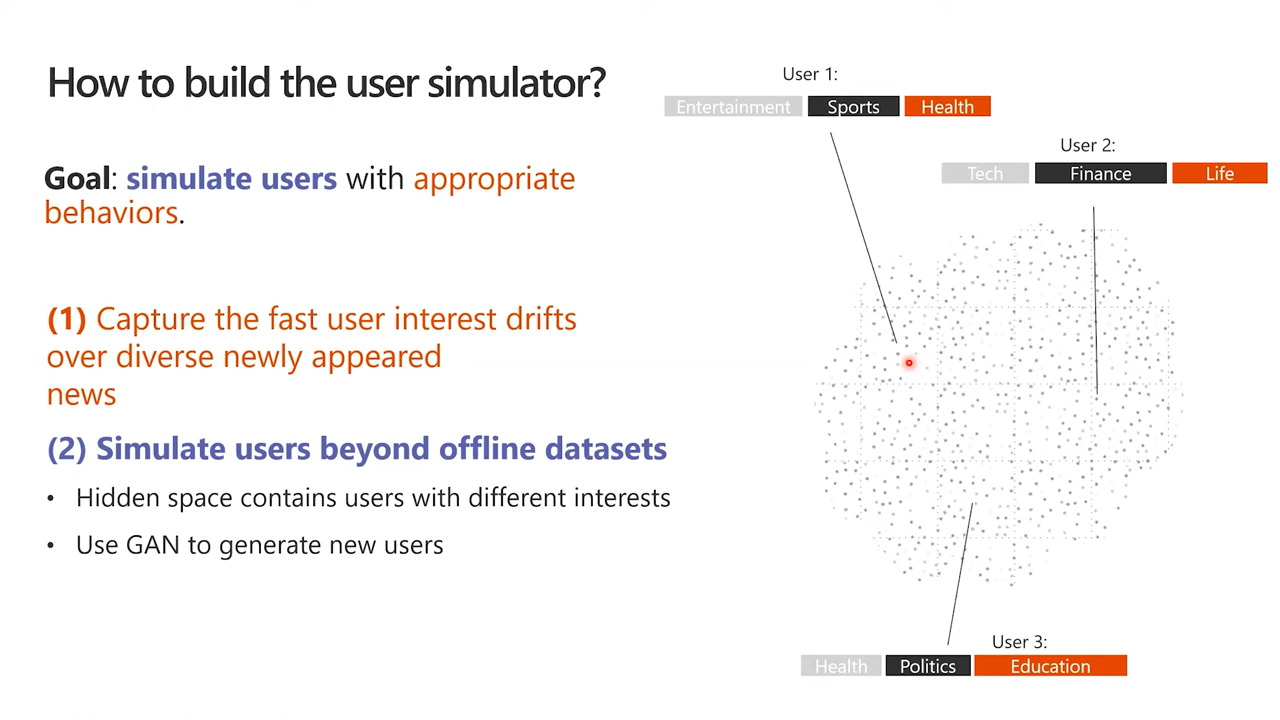 How to build the user simulator?
Goal: simulate users with appropriate
behaviors.
(1) Capture the fast user interest drifts
over diverse newly appeared
news
(2) Simulate users beyond offline datasets
• Hidden space contains users with different interests
• Use GAN to generate new users
User 1:
Entertainment Sports Health
User 2:
Tech Finance Life
User 3:
Health Politics Education